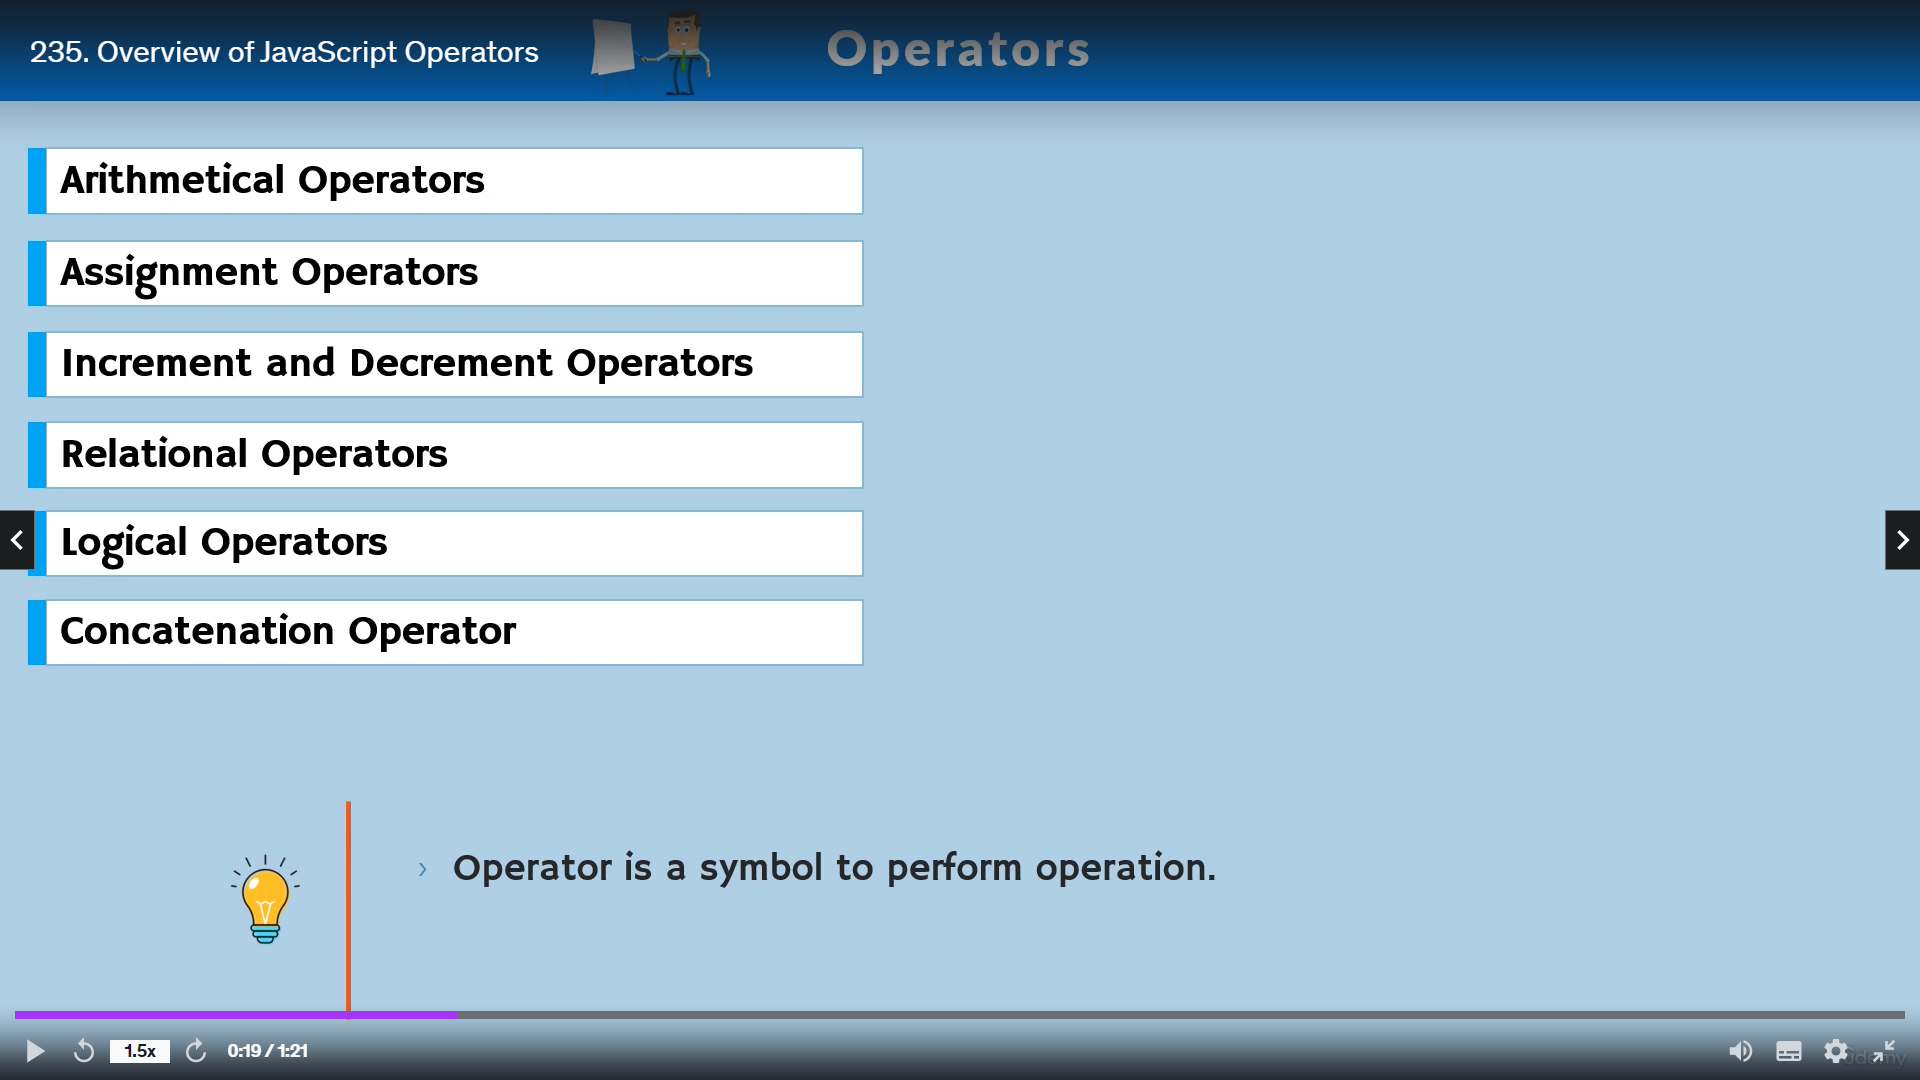 235. Overview of JavaScript Operators
Operators
Arithmetical Operators
Assignment Operators
Increment and Decrement Operators
Relational Operators
Logical Operators
Concatenation Operator
› Operator is a symbol to perform operation.
1.5x
0:19 / 1:21
Udemy